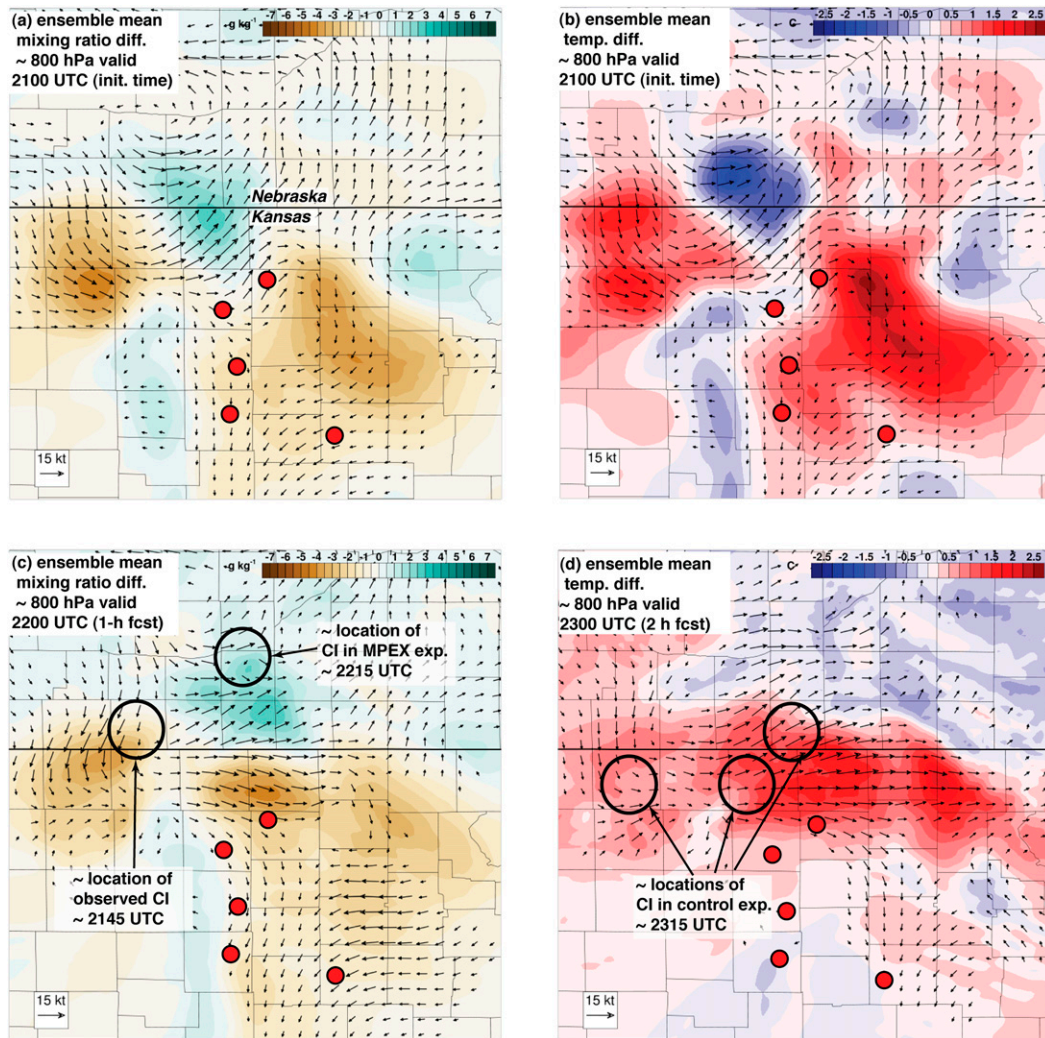 (a) ensemble mean
mixing ratio diff.
~ 800 hPa valid
2100 UTC (init. time)
g kg⁻¹ -7 -6 -5 -4 -3 -2 -1 0 1 2 3 4 5 6 7
Nebraska
Kansas
15 kt
(b) ensemble mean
temp. diff.
~ 800 hPa valid
2100 UTC (init. time)
C -2.5 -2 -1.5 -1 -0.5 0 0.5 1 1.5 2 2.5
15 kt
(c) ensemble mean
mixing ratio diff.
~ 800 hPa valid
2200 UTC (1-h fcst)
g kg⁻¹ -7 -6 -5 -4 -3 -2 -1 0 1 2 3 4 5 6 7
~ location of
CI in MPEX exp.
~ 2215 UTC
~ location of
observed CI
~ 2145 UTC
15 kt
(d) ensemble mean
temp. diff.
~ 800 hPa valid
2300 UTC (2 h fcst)
C -2.5 -2 -1.5 -1 -0.5 0 0.5 1 1.5 2 2.5
~ locations of
CI in control exp.
~ 2315 UTC
15 kt